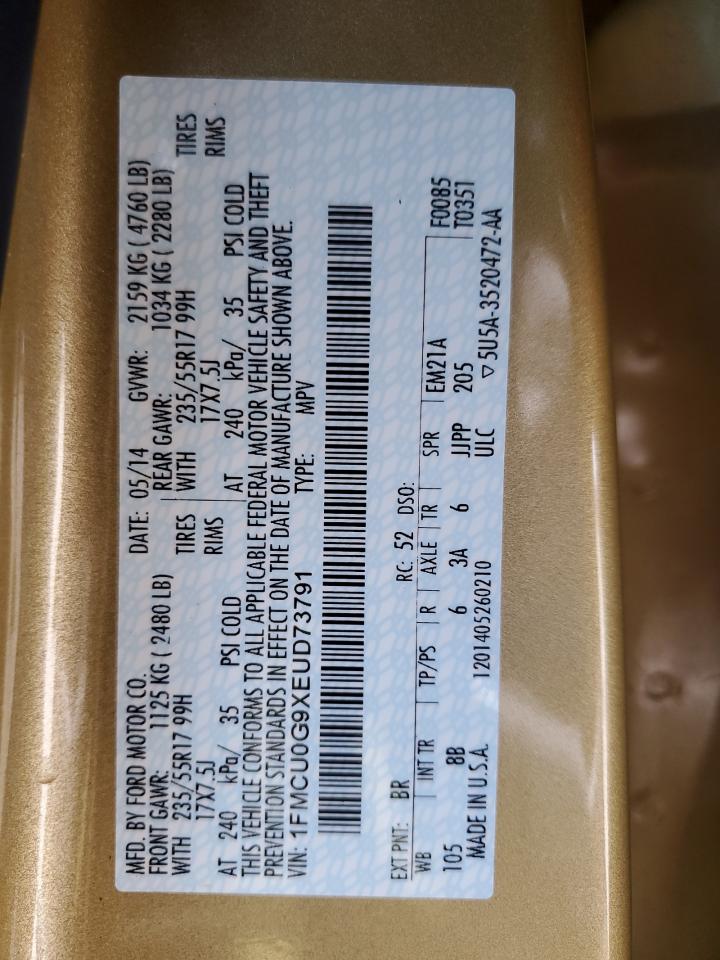 MFD. BY FORD MOTOR CO. DATE: 05/14 GVWR: 2159 KG ( 4760 LB)
FRONT GAWR: 1125 KG ( 2480 LB) REAR GAWR: 1034 KG ( 2280 LB)
WITH 235/55R17 99H TIRES WITH 235/55R17 99H TIRES
17X7.5J RIMS 17X7.5J RIMS
AT 240 kPa/ 35 PSI COLD AT 240 kPa/ 35 PSI COLD
THIS VEHICLE CONFORMS TO ALL APPLICABLE FEDERAL MOTOR VEHICLE SAFETY AND THEFT
PREVENTION STANDARDS IN EFFECT ON THE DATE OF MANUFACTURE SHOWN ABOVE.
VIN: 1FMCU0G9XEUD73791 TYPE: MPV
EXT PNT: BR RC: 52 DSO: F0085
WB INT TR TP/PS R AXLE TR SPR EM21A T0351
105 8B 6 3A 6 JJPP 205
MADE IN U.S.A. 1201405260210 ULC ▽5U5A-3520472-AA